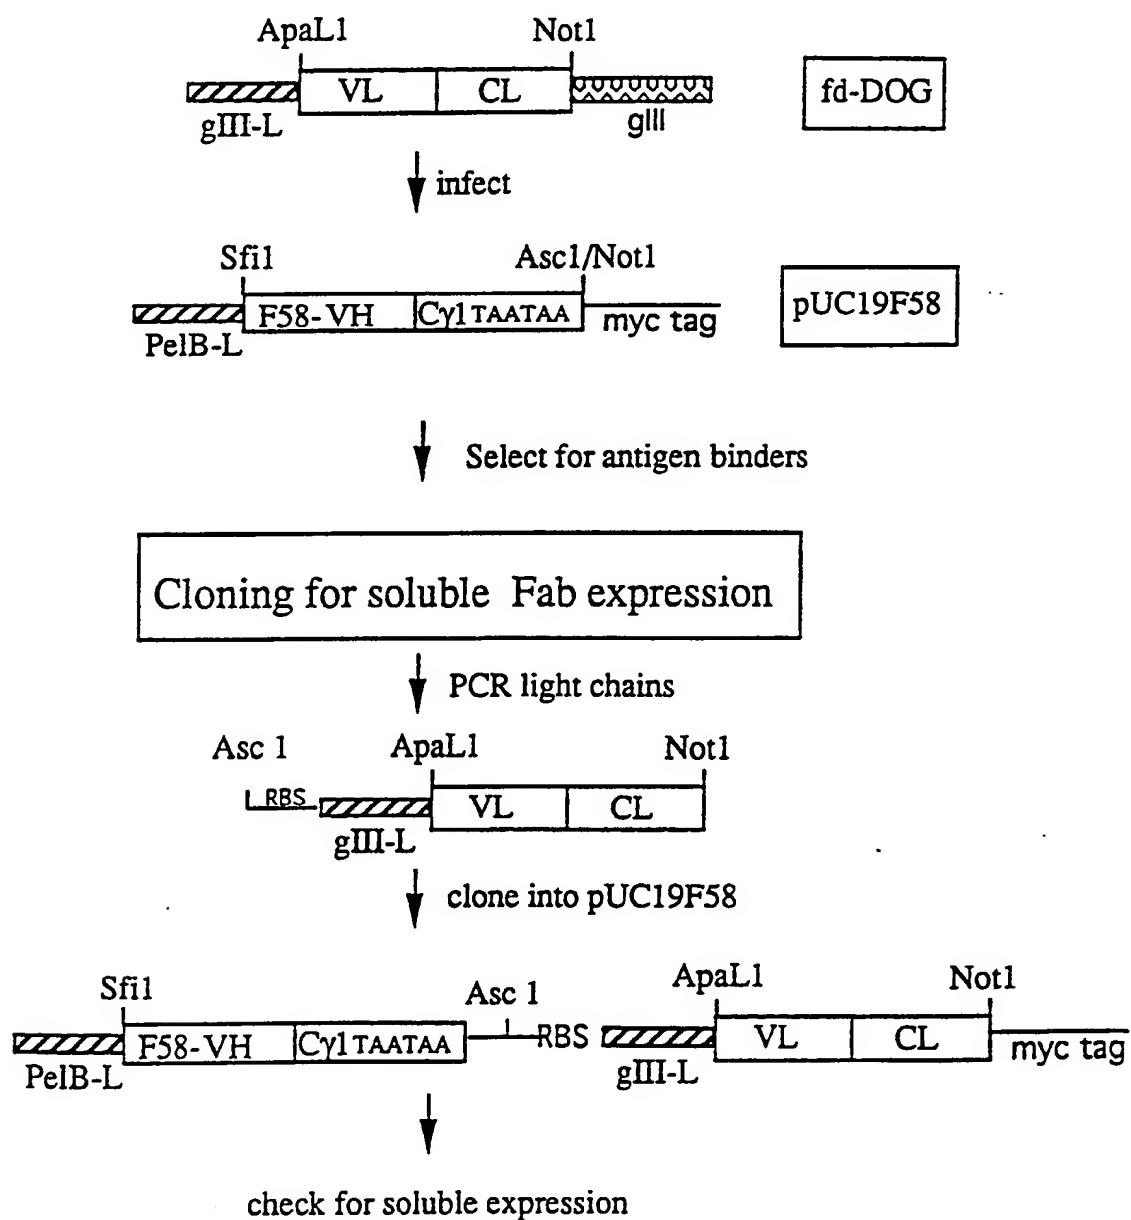 ApaL1 Not1
VL CL
gIII-L gIII
fd-DOG
infect
Sfi1 Asc1/Not1
F58-VH Cγ1 TAATAA myc tag
PelB-L
pUC19F58
Select for antigen binders
Cloning for soluble Fab expression
PCR light chains
Asc 1 ApaL1 Not1
RBS VL CL
gIII-L
clone into pUC19F58
Sfi1 Asc 1 ApaL1 Not1
F58-VH Cγ1 TAATAA RBS VL CL myc tag
PelB-L gIII-L
check for soluble expression